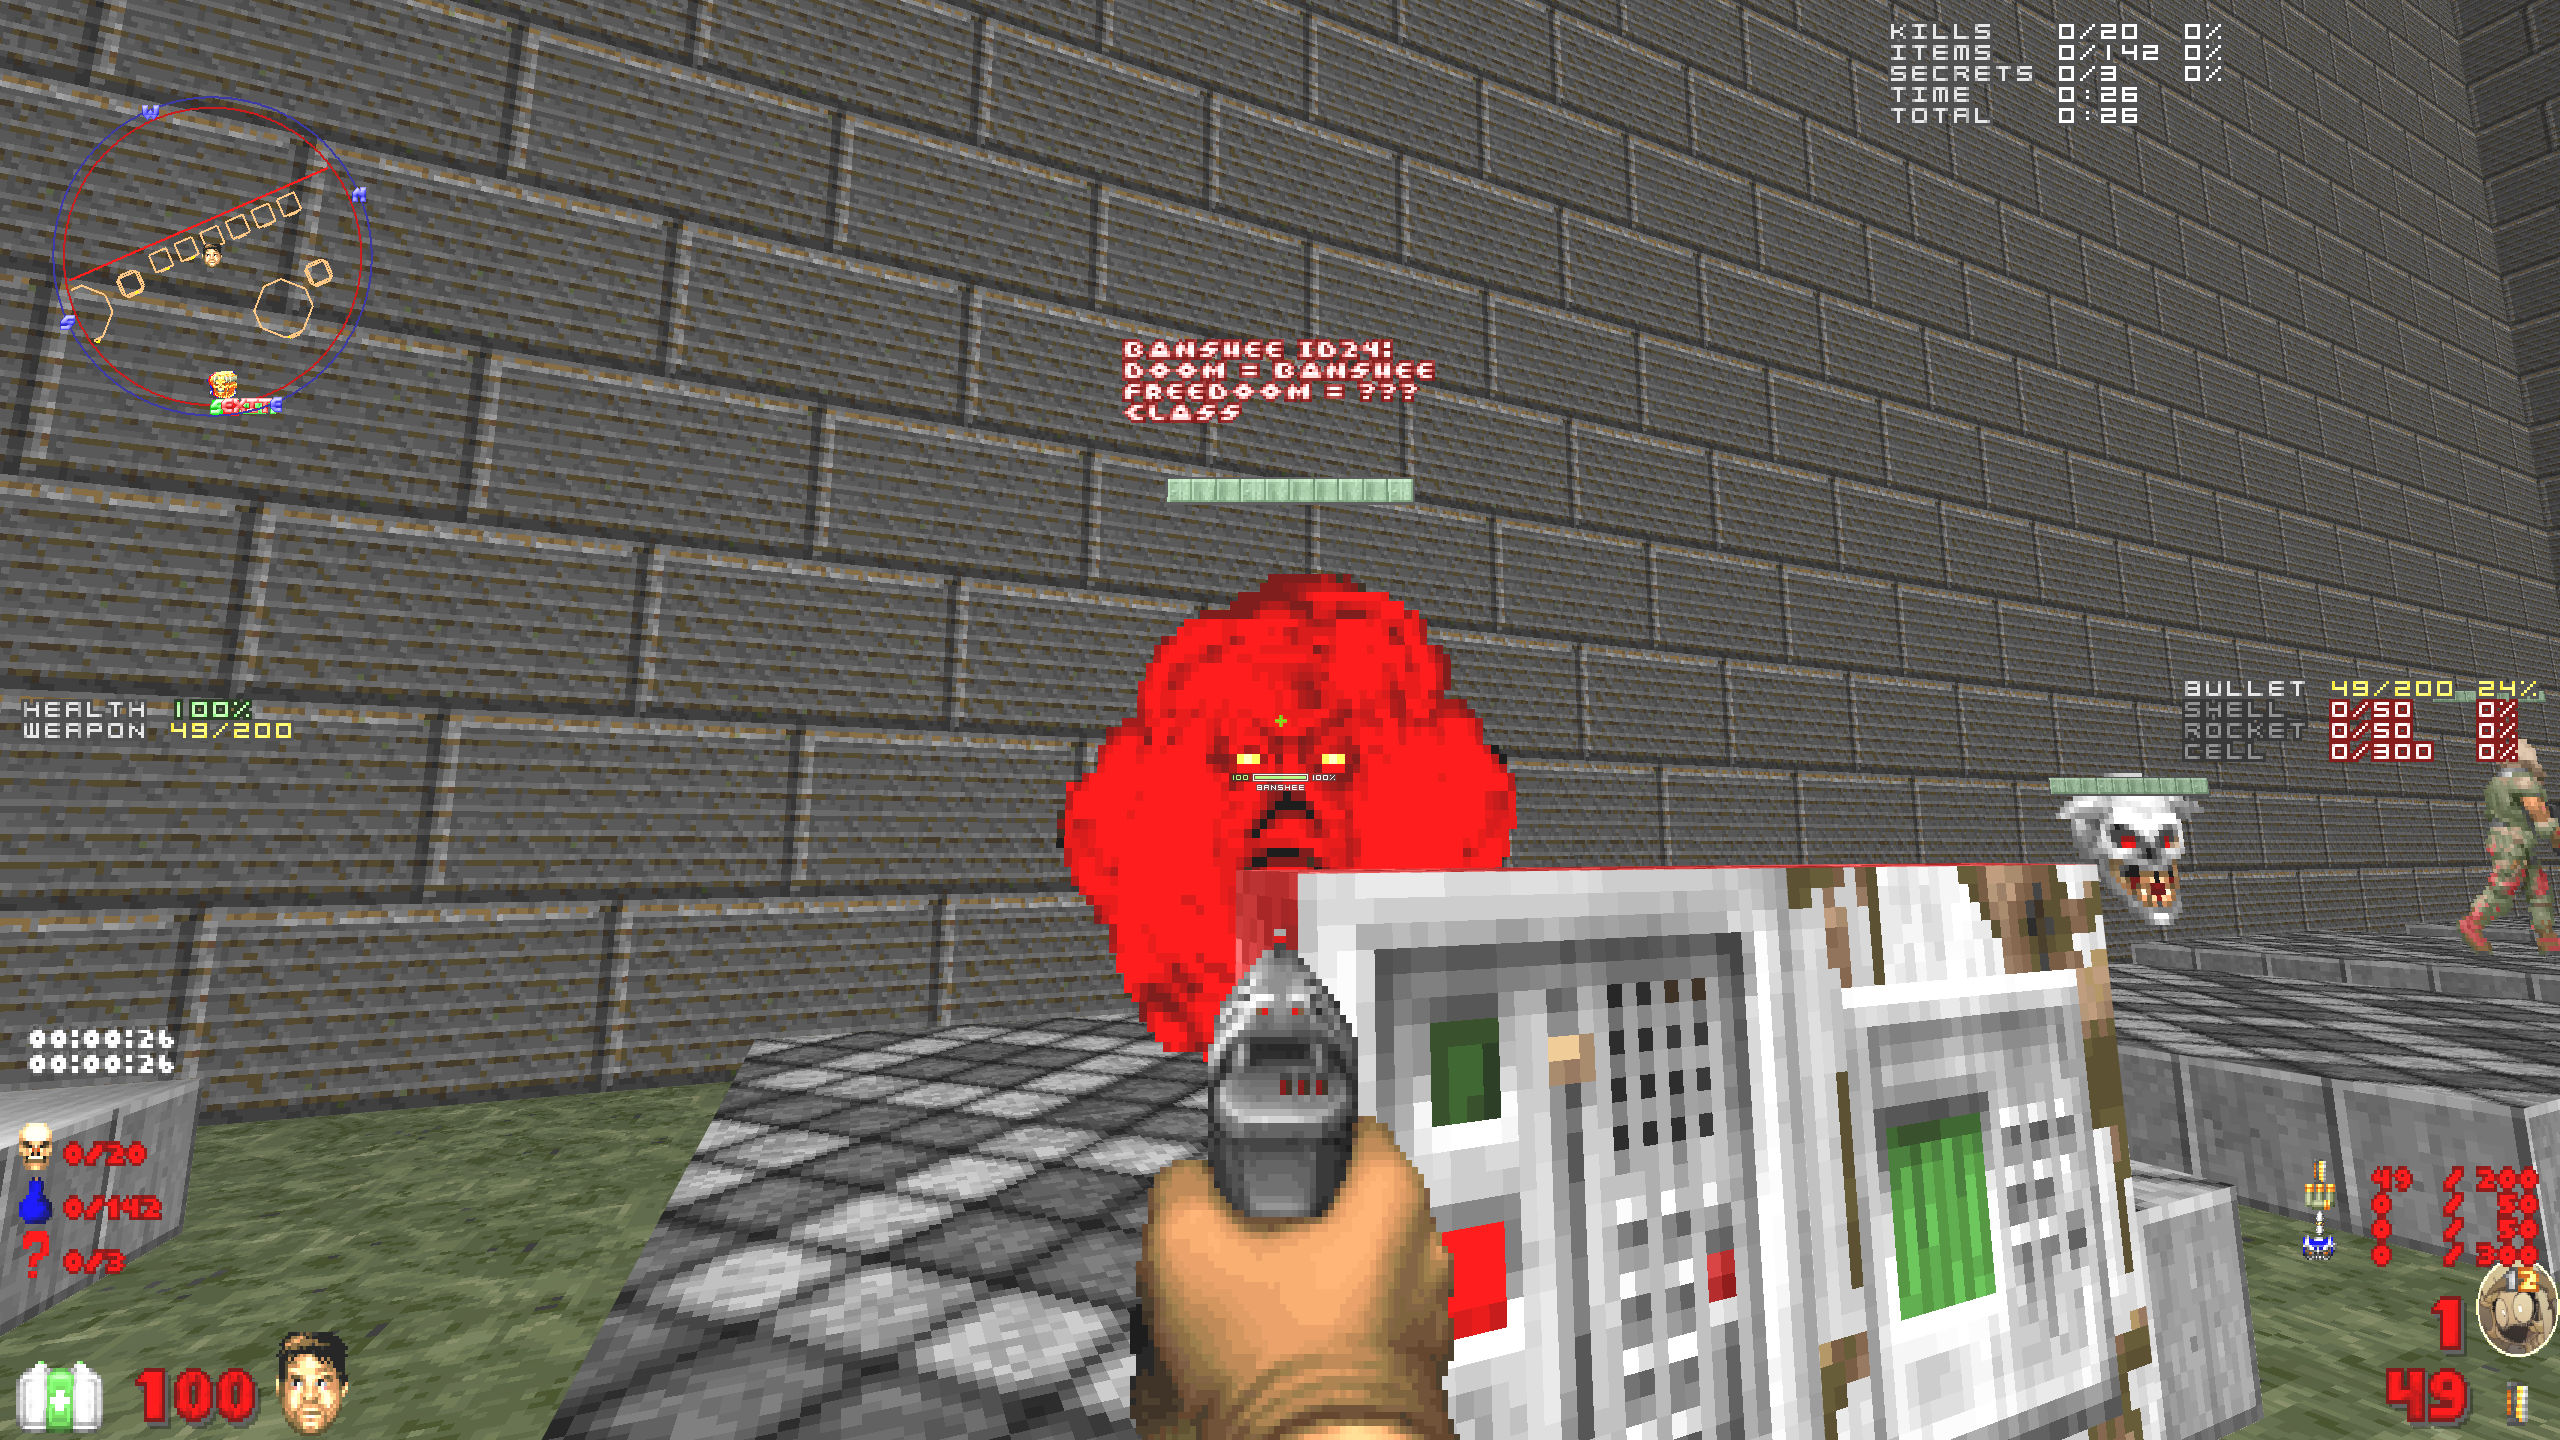 KILLS 0/20 0%
ITEMS 0/142 0%
SECRETS 0/3 0%
TIME 0:26
TOTAL 0:26
W
N
S
BANSHEE ID24:
DOOM = BANSHEE
FREEDOOM = ???
CLASS
HEALTH 100%
WEAPON 49/200
BULLET 49/200 24%
SHELL 0/50 0%
ROCKET 0/50 0%
CELL 0/300 0%
100 100%
BANSHEE
00:00:26
00:00:26
0/20
0/142
? 0/3
49 / 200
0 / 50
0 / 50
0 / 300
1 2
100
49